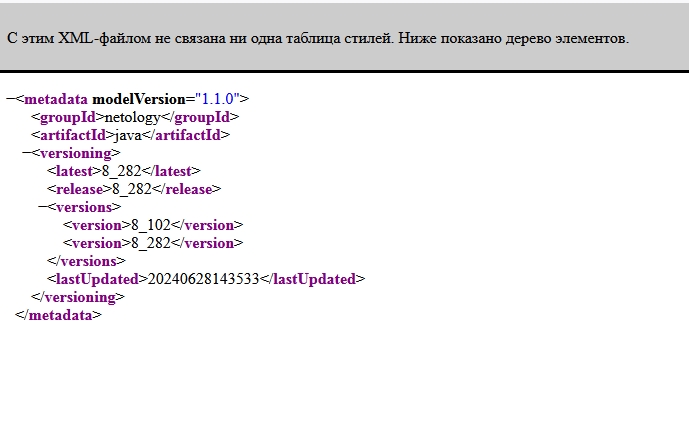 С этим XML-файлом не связана ни одна таблица стилей. Ниже показано дерево элементов.
−<metadata modelVersion="1.1.0">
<groupId>netology</groupId>
<artifactId>java</artifactId>
−<versioning>
<latest>8_282</latest>
<release>8_282</release>
−<versions>
<version>8_102</version>
<version>8_282</version>
</versions>
<lastUpdated>20240628143533</lastUpdated>
</versioning>
</metadata>